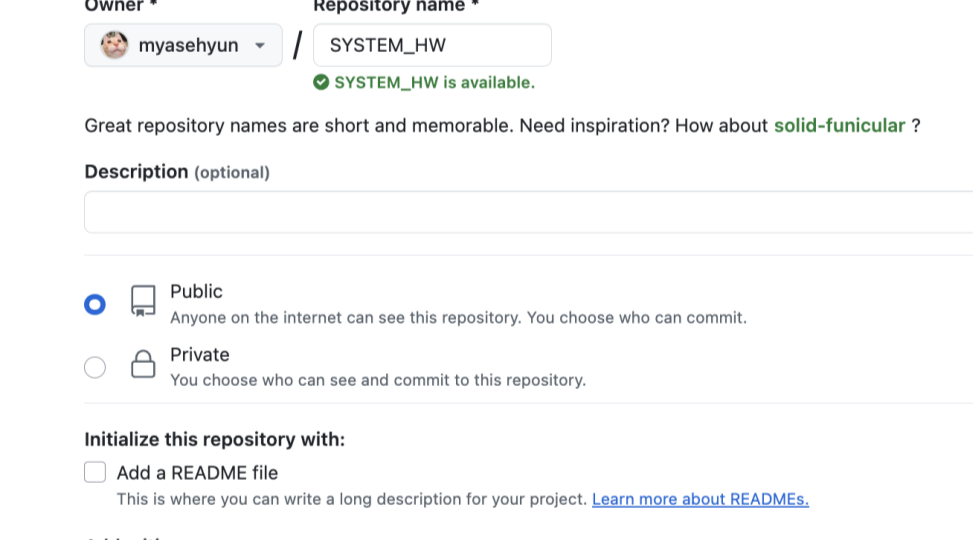 Owner *
Repository name *
myasehyun / SYSTEM_HW
SYSTEM_HW is available.
Great repository names are short and memorable. Need inspiration? How about solid-funicular ?
Description (optional)
Public
Anyone on the internet can see this repository. You choose who can commit.
Private
You choose who can see and commit to this repository.
Initialize this repository with:
Add a README file
This is where you can write a long description for your project. Learn more about READMEs.